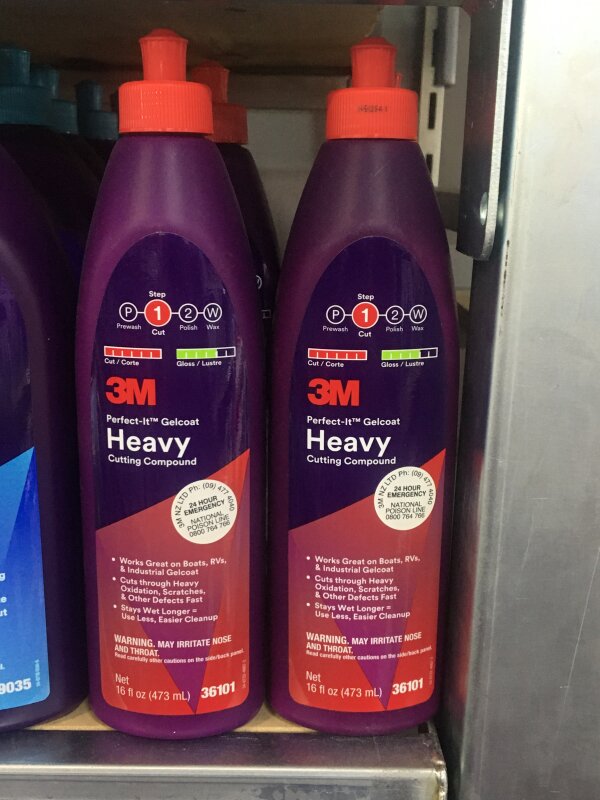 Step
P 1 2 W
Prewash Cut Polish Wax
Cut / Corte Gloss / Lustre
3M
Perfect-It™ Gelcoat
Heavy
Cutting Compound
3M NZ LTD Ph: (09) 477 4040
24 HOUR
EMERGENCY
NATIONAL
POISON LINE
0800 764 766
• Works Great on Boats, RVs,
& Industrial Gelcoat
• Cuts through Heavy
Oxidation, Scratches,
& Other Defects Fast
• Stays Wet Longer =
Use Less, Easier Cleanup
WARNING. MAY IRRITATE NOSE
AND THROAT.
Read carefully other cautions on the side/back panel.
Net
16 fl oz (473 mL) 36101
Step
P 1 2 W
Prewash Cut Polish Wax
Cut / Corte Gloss / Lustre
3M
Perfect-It™ Gelcoat
Heavy
Cutting Compound
3M NZ LTD Ph: (09) 477 4040
24 HOUR
EMERGENCY
NATIONAL
POISON LINE
0800 764 766
• Works Great on Boats, RVs,
& Industrial Gelcoat
• Cuts through Heavy
Oxidation, Scratches,
& Other Defects Fast
• Stays Wet Longer =
Use Less, Easier Cleanup
WARNING. MAY IRRITATE NOSE
AND THROAT.
Read carefully other cautions on the side/back panel.
Net
16 fl oz (473 mL) 36101
9035